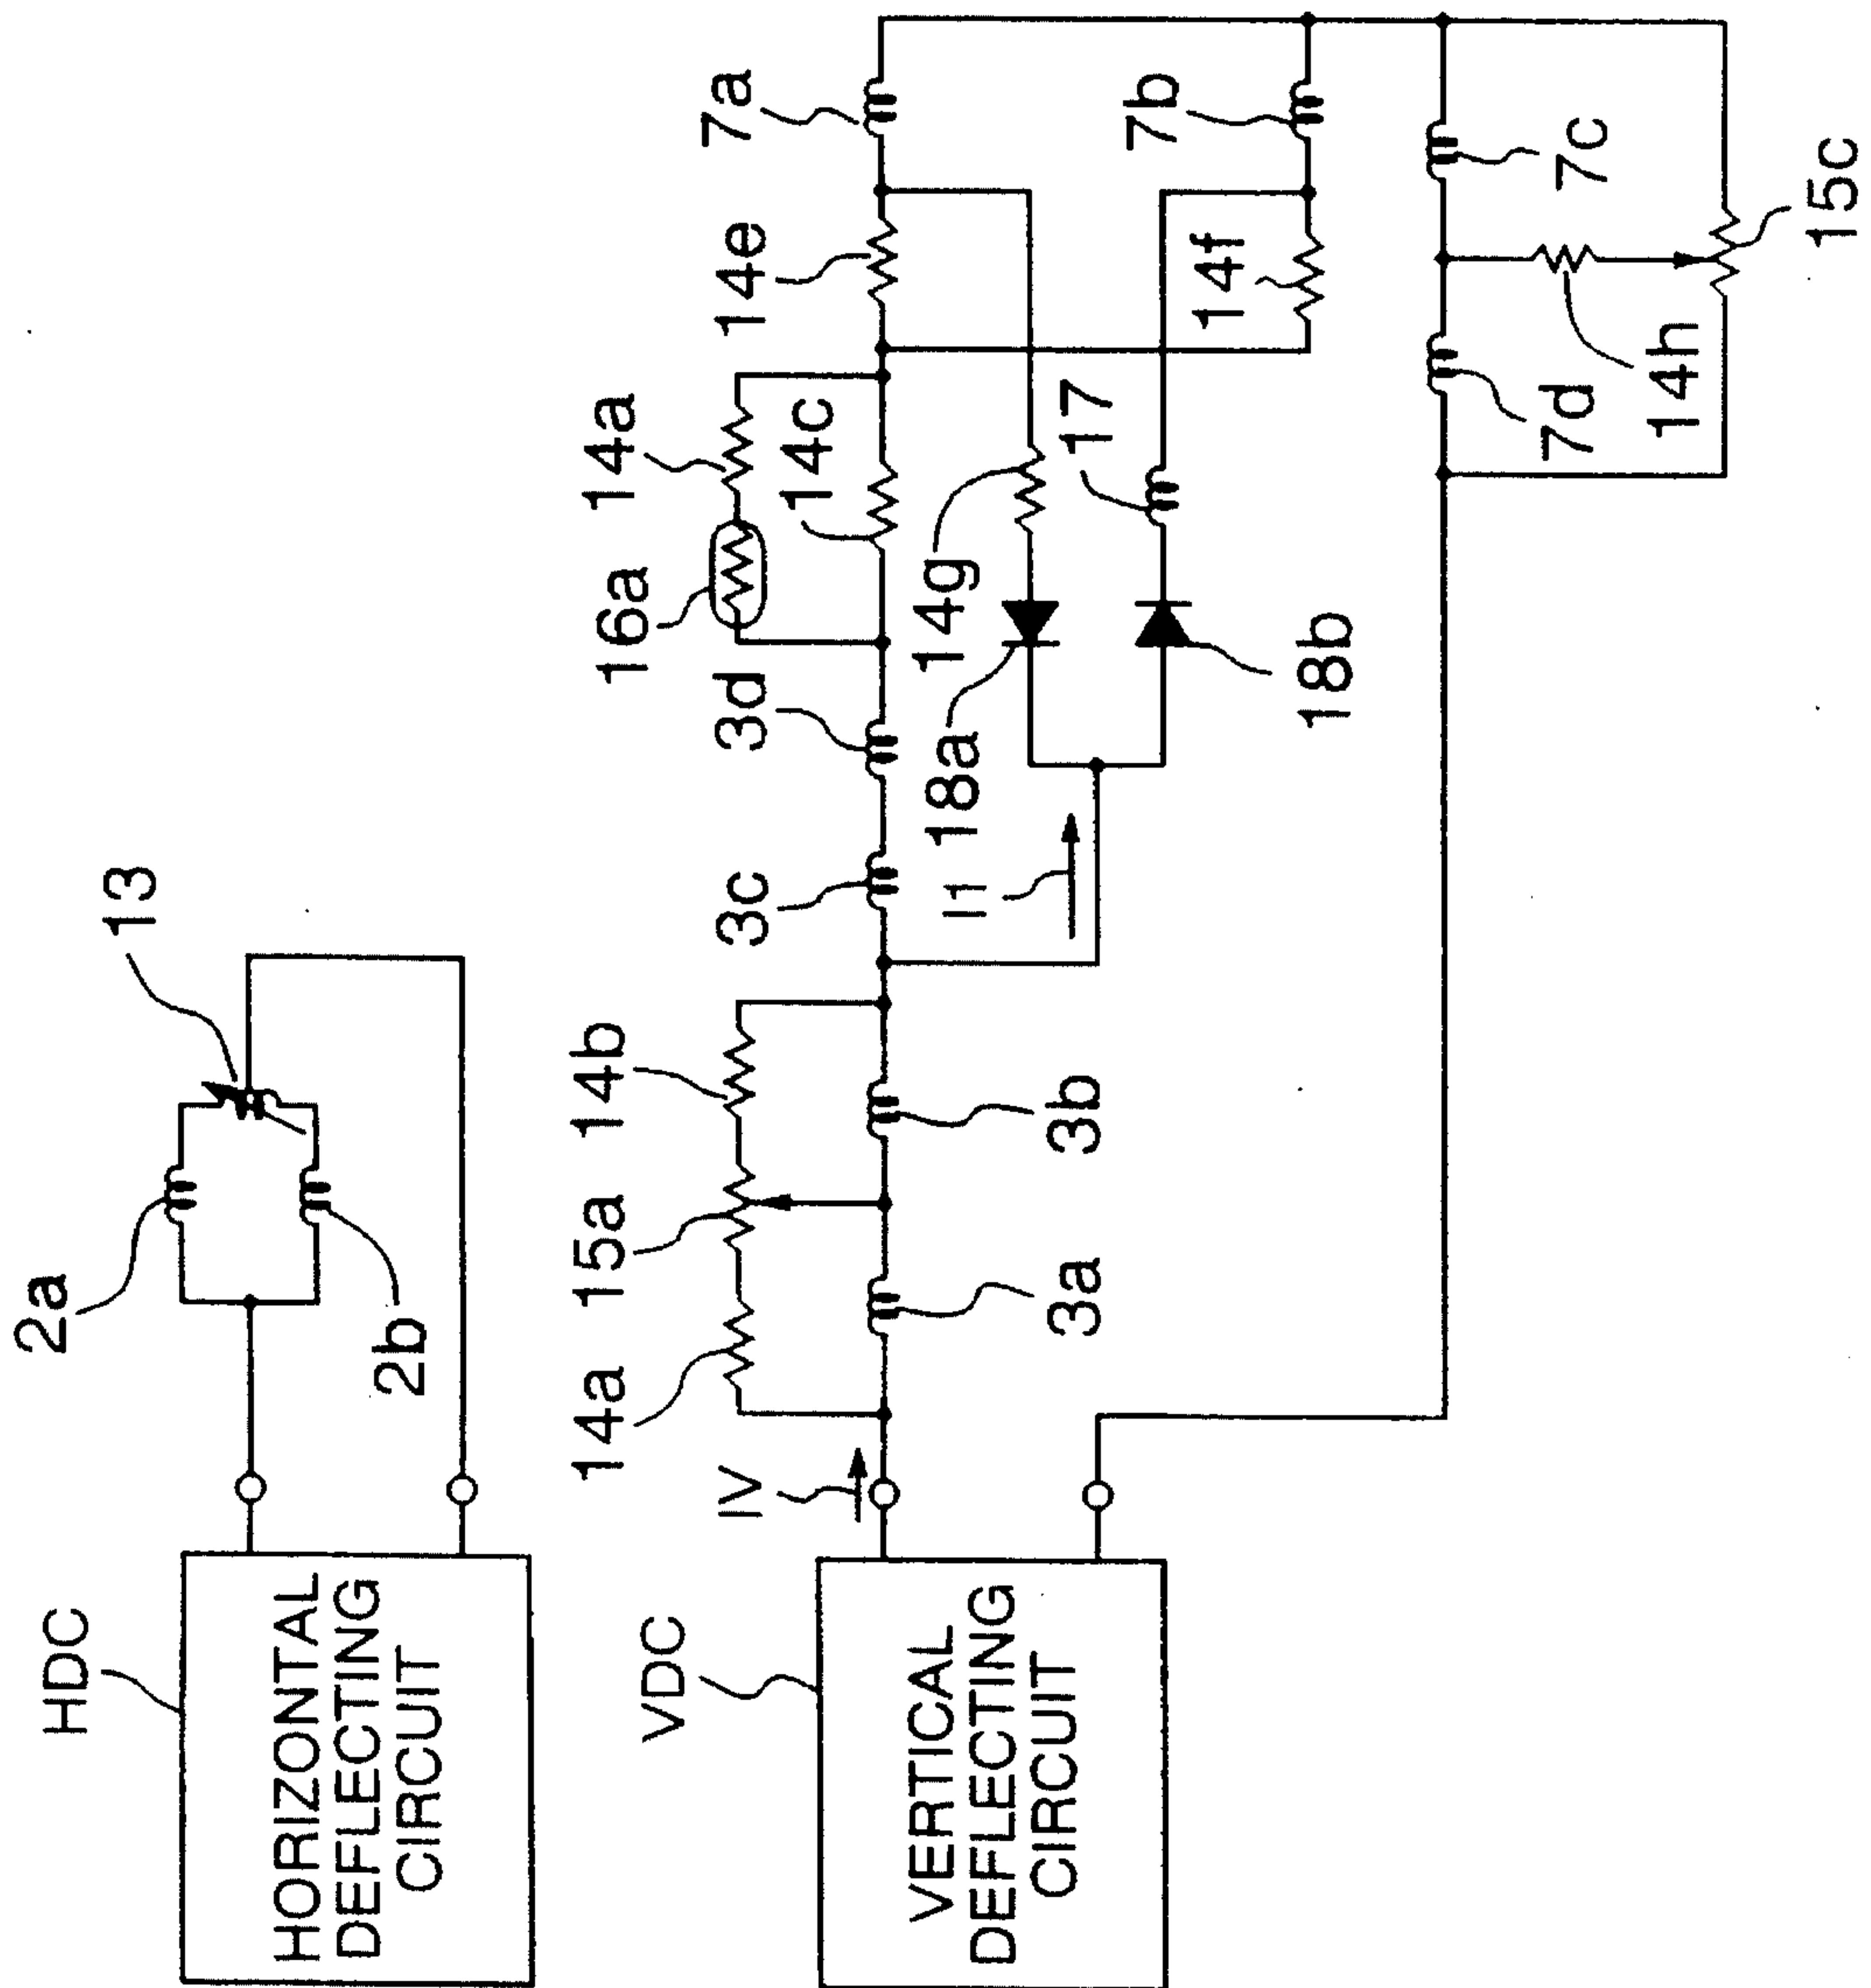 HDC
HORIZONTAL
DEFLECTING
CIRCUIT
2a
2b
13
VDC
VERTICAL
DEFLECTING
CIRCUIT
IV
14a
15a
14b
3a
3b
3c
3d
I1
16a
14a
14c
18a
14g
18b
17
14e
14f
7a
7b
7d
7c
14h
15c